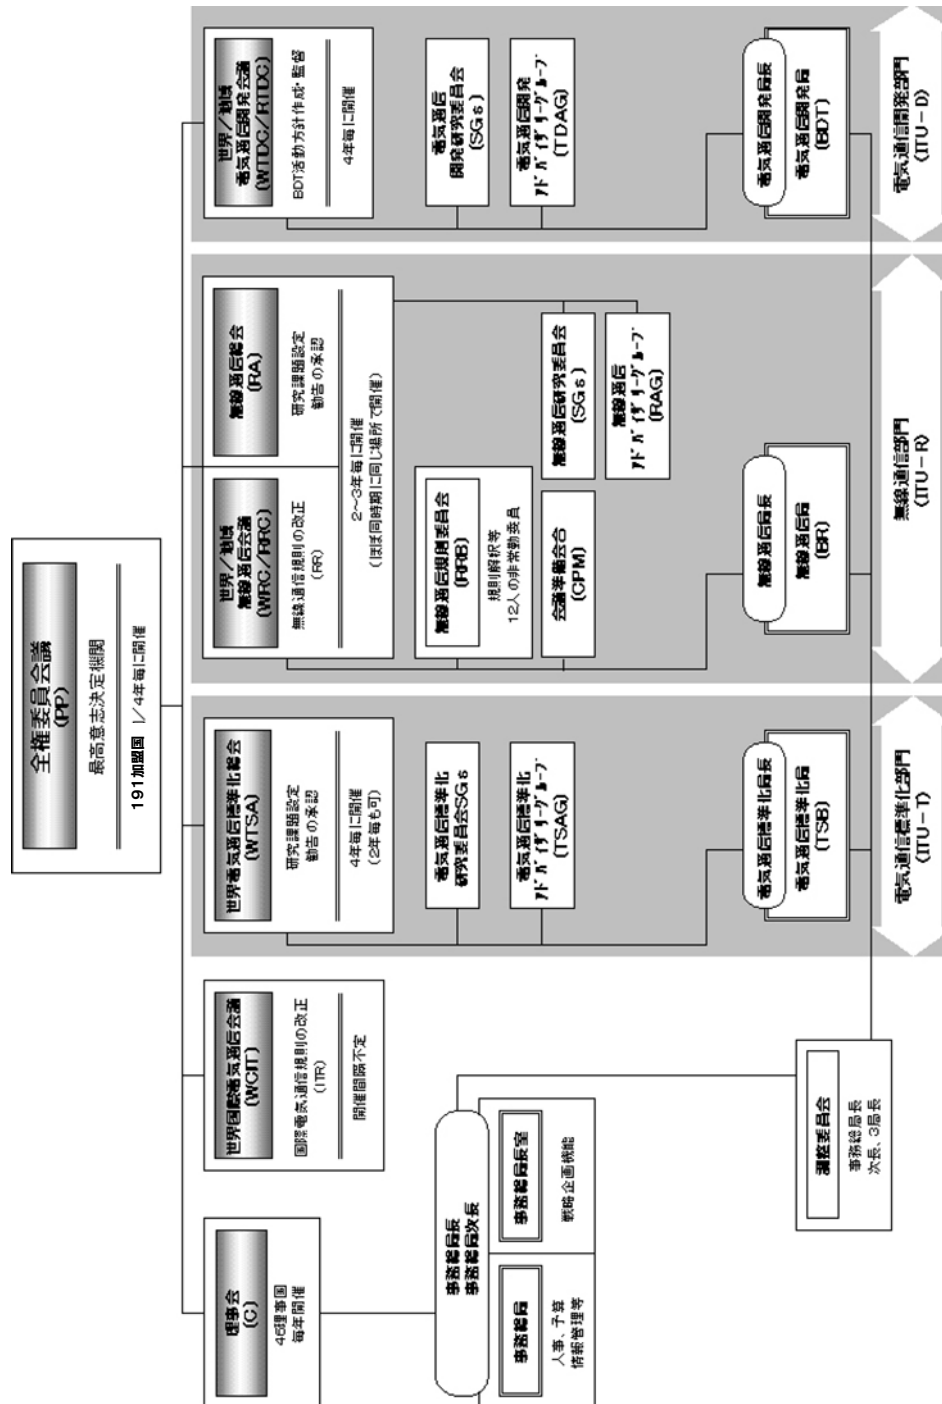 全権委員会議
(PP)
最高意志決定機関
191加盟国 1/4年毎に開催
理事会
(C)
46理事国
毎年開催
世界国際電気通信会議
(WCIT)
国際電気通信規則の改正
(ITR)
開催間隔不定
世界電気通信標準化総会
(WTSA)
研究課題設定
勧告の承認
4年毎に開催
(2年毎も可)
世界/地域
無線通信会議
(WRC/RRC)
無線通信規則の改正
(RR)
無線通信総会
(RA)
研究課題設定
勧告の承認
2～3年毎に開催
(ほぼ同時期に同じ場所で開催)
世界/地域
電気通信開発会議
(WTDC/RTDC)
BDT活動方針作成・監督
4年毎に開催
事務総局長
事務総局次長
事務総局
人事、予算
情報管理等
事務総局長室
戦略企画機能
電気通信標準化
研究委員会SGs
電気通信標準化
アドバイザリーグループ
(TSAG)
無線通信規則委員会
(RRB)
規則解釈等
12人の非常勤委員
会議準備会合
(CPM)
無線通信研究委員会
(SGs)
無線通信
アドバイザリーグループ
(RAG)
電気通信
開発研究委員会
(SGs)
電気通信開発
アドバイザリーグループ
(TDAG)
調整委員会
事務総局長
次長、3局長
電気通信標準化局長
電気通信標準化局
(TSB)
無線通信局長
無線通信局
(BR)
電気通信開発局長
電気通信開発局
(BDT)
電気通信標準化部門
(ITU-T)
無線通信部門
(ITU-R)
電気通信開発部門
(ITU-D)